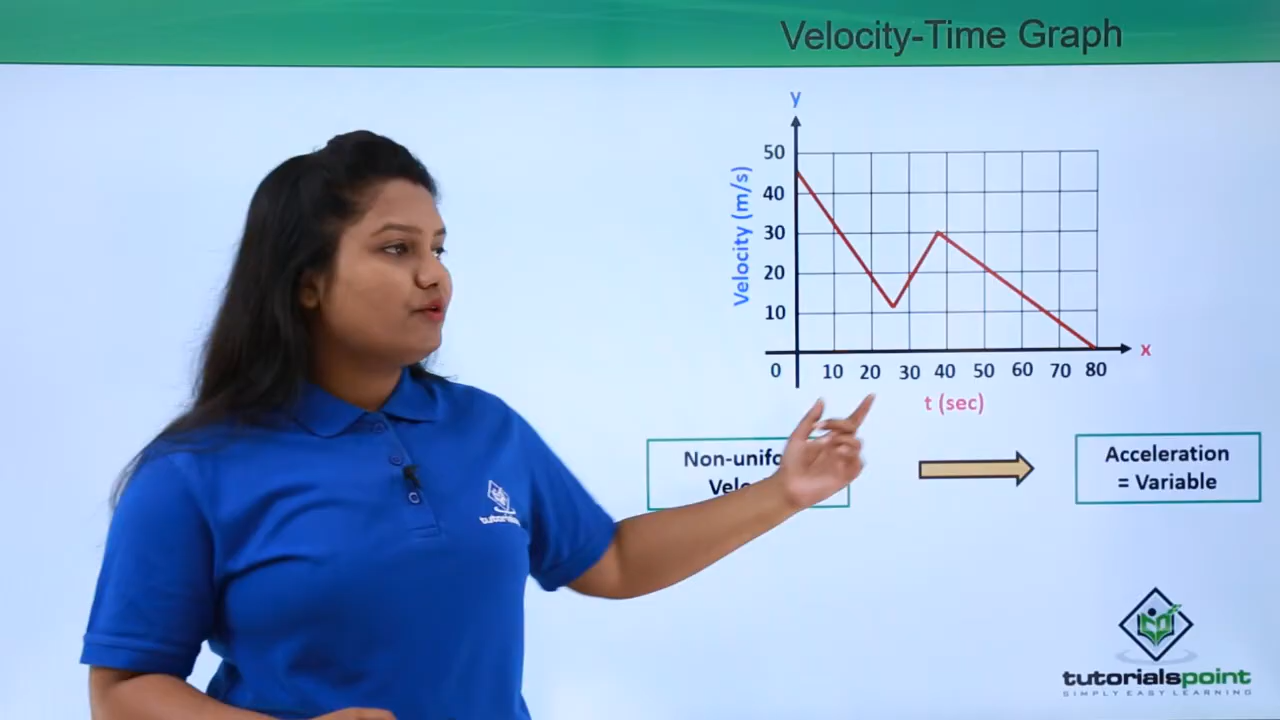 Velocity-Time Graph
y
50
40
30
20
10
Velocity (m/s)
0 10 20 30 40 50 60 70 80
x
t (sec)
Acceleration
= Variable
tutorialspoint
SIMPLY EASY LEARNING